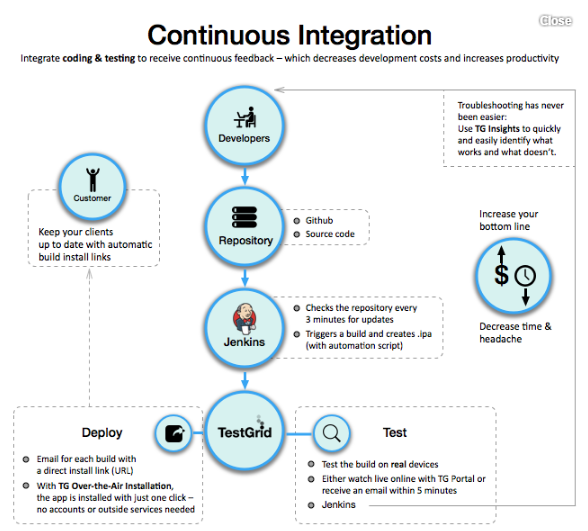 Close
Continuous Integration
Integrate coding & testing to receive continuous feedback – which decreases development costs and increases productivity
Developers
Troubleshooting has never
been easier:
Use TG Insights to quickly
and easily identify what
works and what doesn't.
Customer
Keep your clients
up to date with automatic
build install links
Repository
Github
Source code
Increase your
bottom line
$
Decrease time &
headache
Jenkins
Checks the repository every
3 minutes for updates
Triggers a build and creates .ipa
(with automation script)
Deploy
TestGrid
Test
Email for each build with
a direct install link (URL)
With TG Over-the-Air Installation,
the app is installed with just one click –
no accounts or outside services needed
Test the build on real devices
Either watch live online with TG Portal or
receive an email within 5 minutes
Jenkins